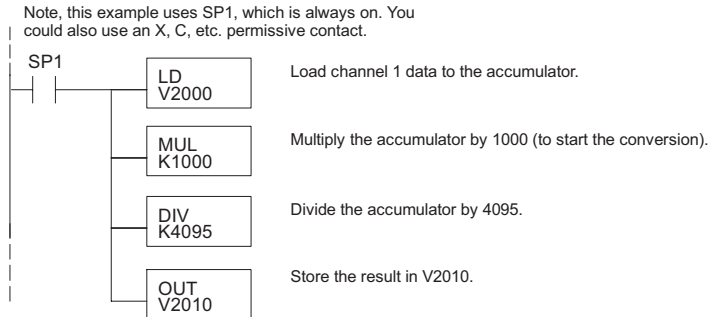 Note, this example uses SP1, which is always on. You
could also use an X, C, etc. permissive contact.
SP1
LD
V2000
Load channel 1 data to the accumulator.
MUL
K1000
Multiply the accumulator by 1000 (to start the conversion).
DIV
K4095
Divide the accumulator by 4095.
OUT
V2010
Store the result in V2010.